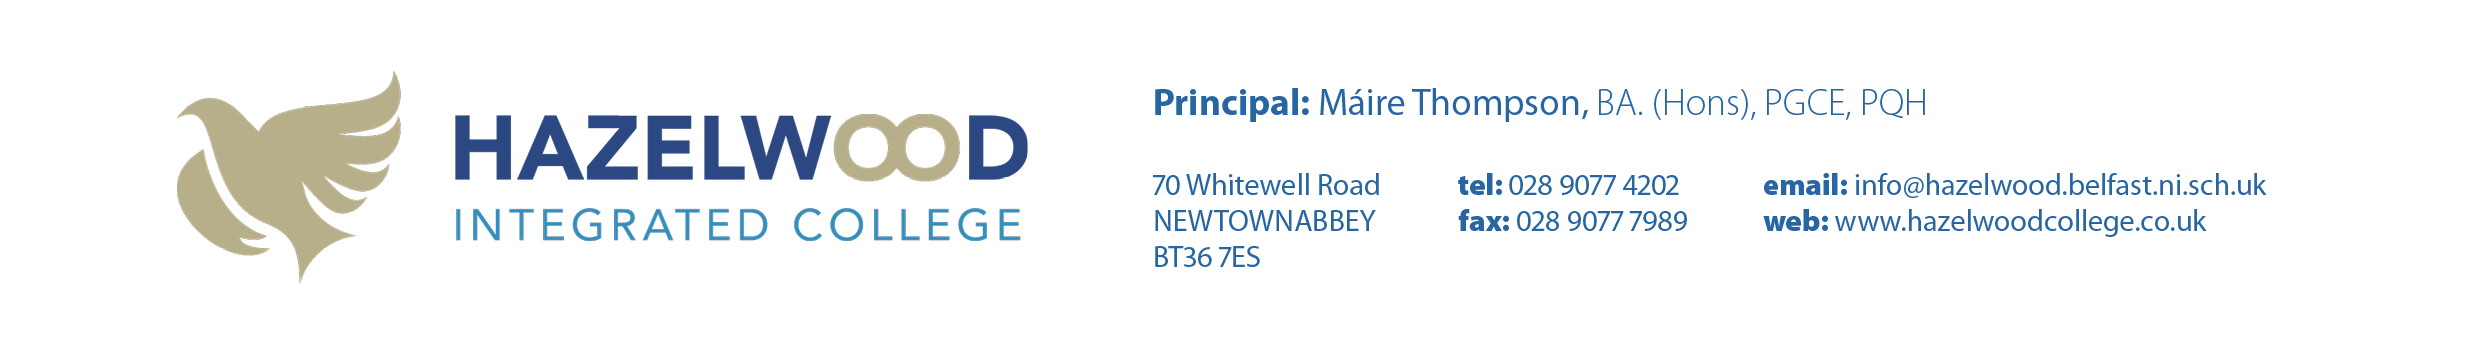 HAZELWOOD
INTEGRATED COLLEGE
Principal: Máire Thompson, BA. (Hons), PGCE, PQH
70 Whitewell Road
NEWTOWNABBEY
BT36 7ES
tel: 028 9077 4202
fax: 028 9077 7989
email: info@hazelwood.belfast.ni.sch.uk
web: www.hazelwoodcollege.co.uk